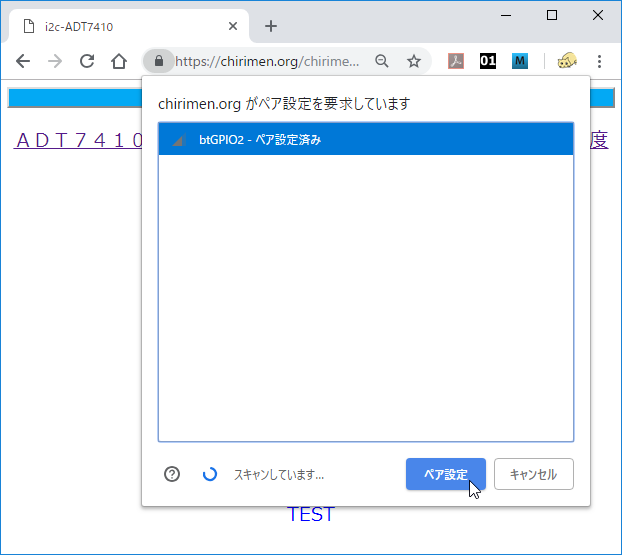 i2c-ADT7410
https://chirimen.org/chirime...
01
M
chirimen.org がペア設定を要求しています
ＡＤＴ７４１０
度
btGPIO2 - ペア設定済み
スキャンしています...
ペア設定
キャンセル
TEST